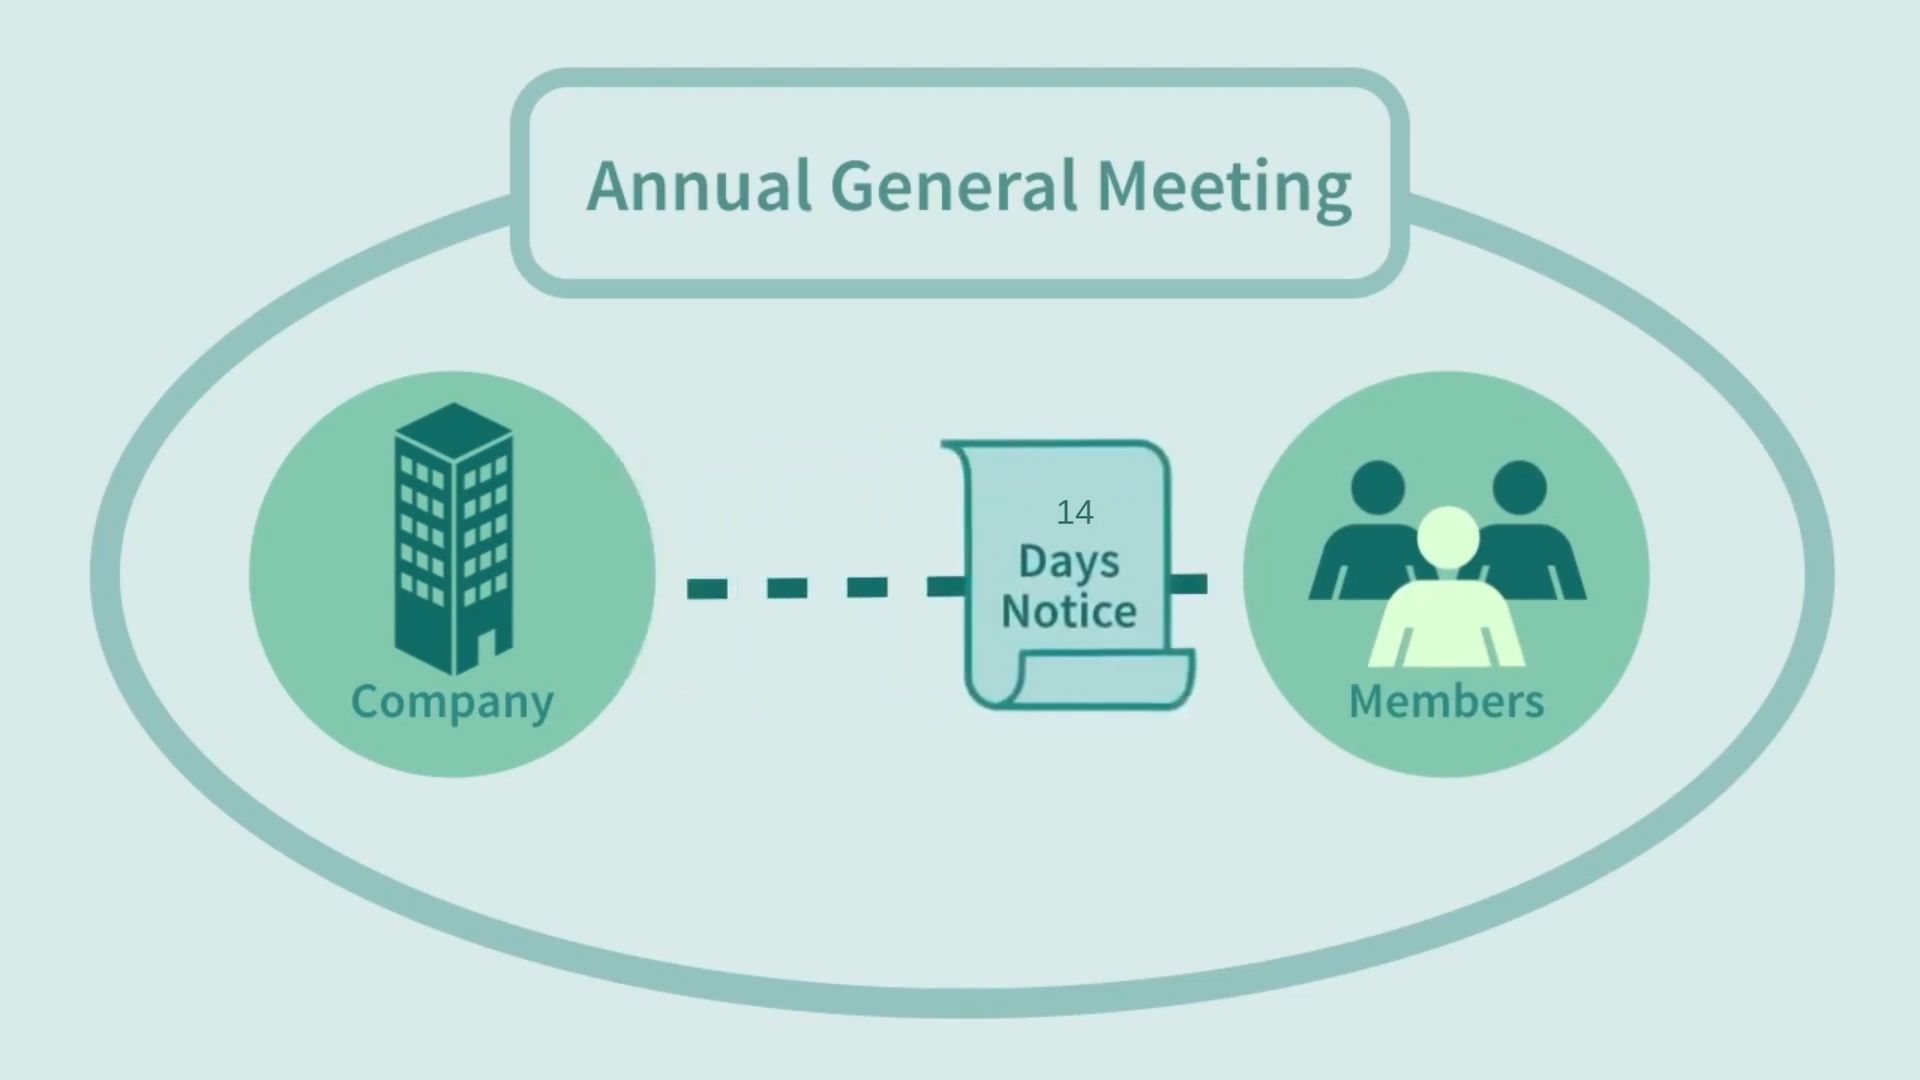 Annual General Meeting
14
Days
Notice
Company
Members